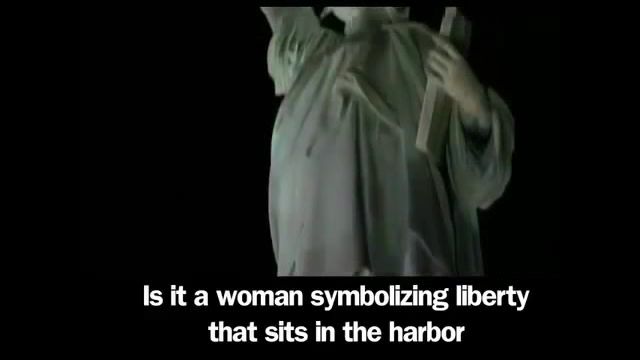 Is it a woman symbolizing liberty
that sits in the harbor